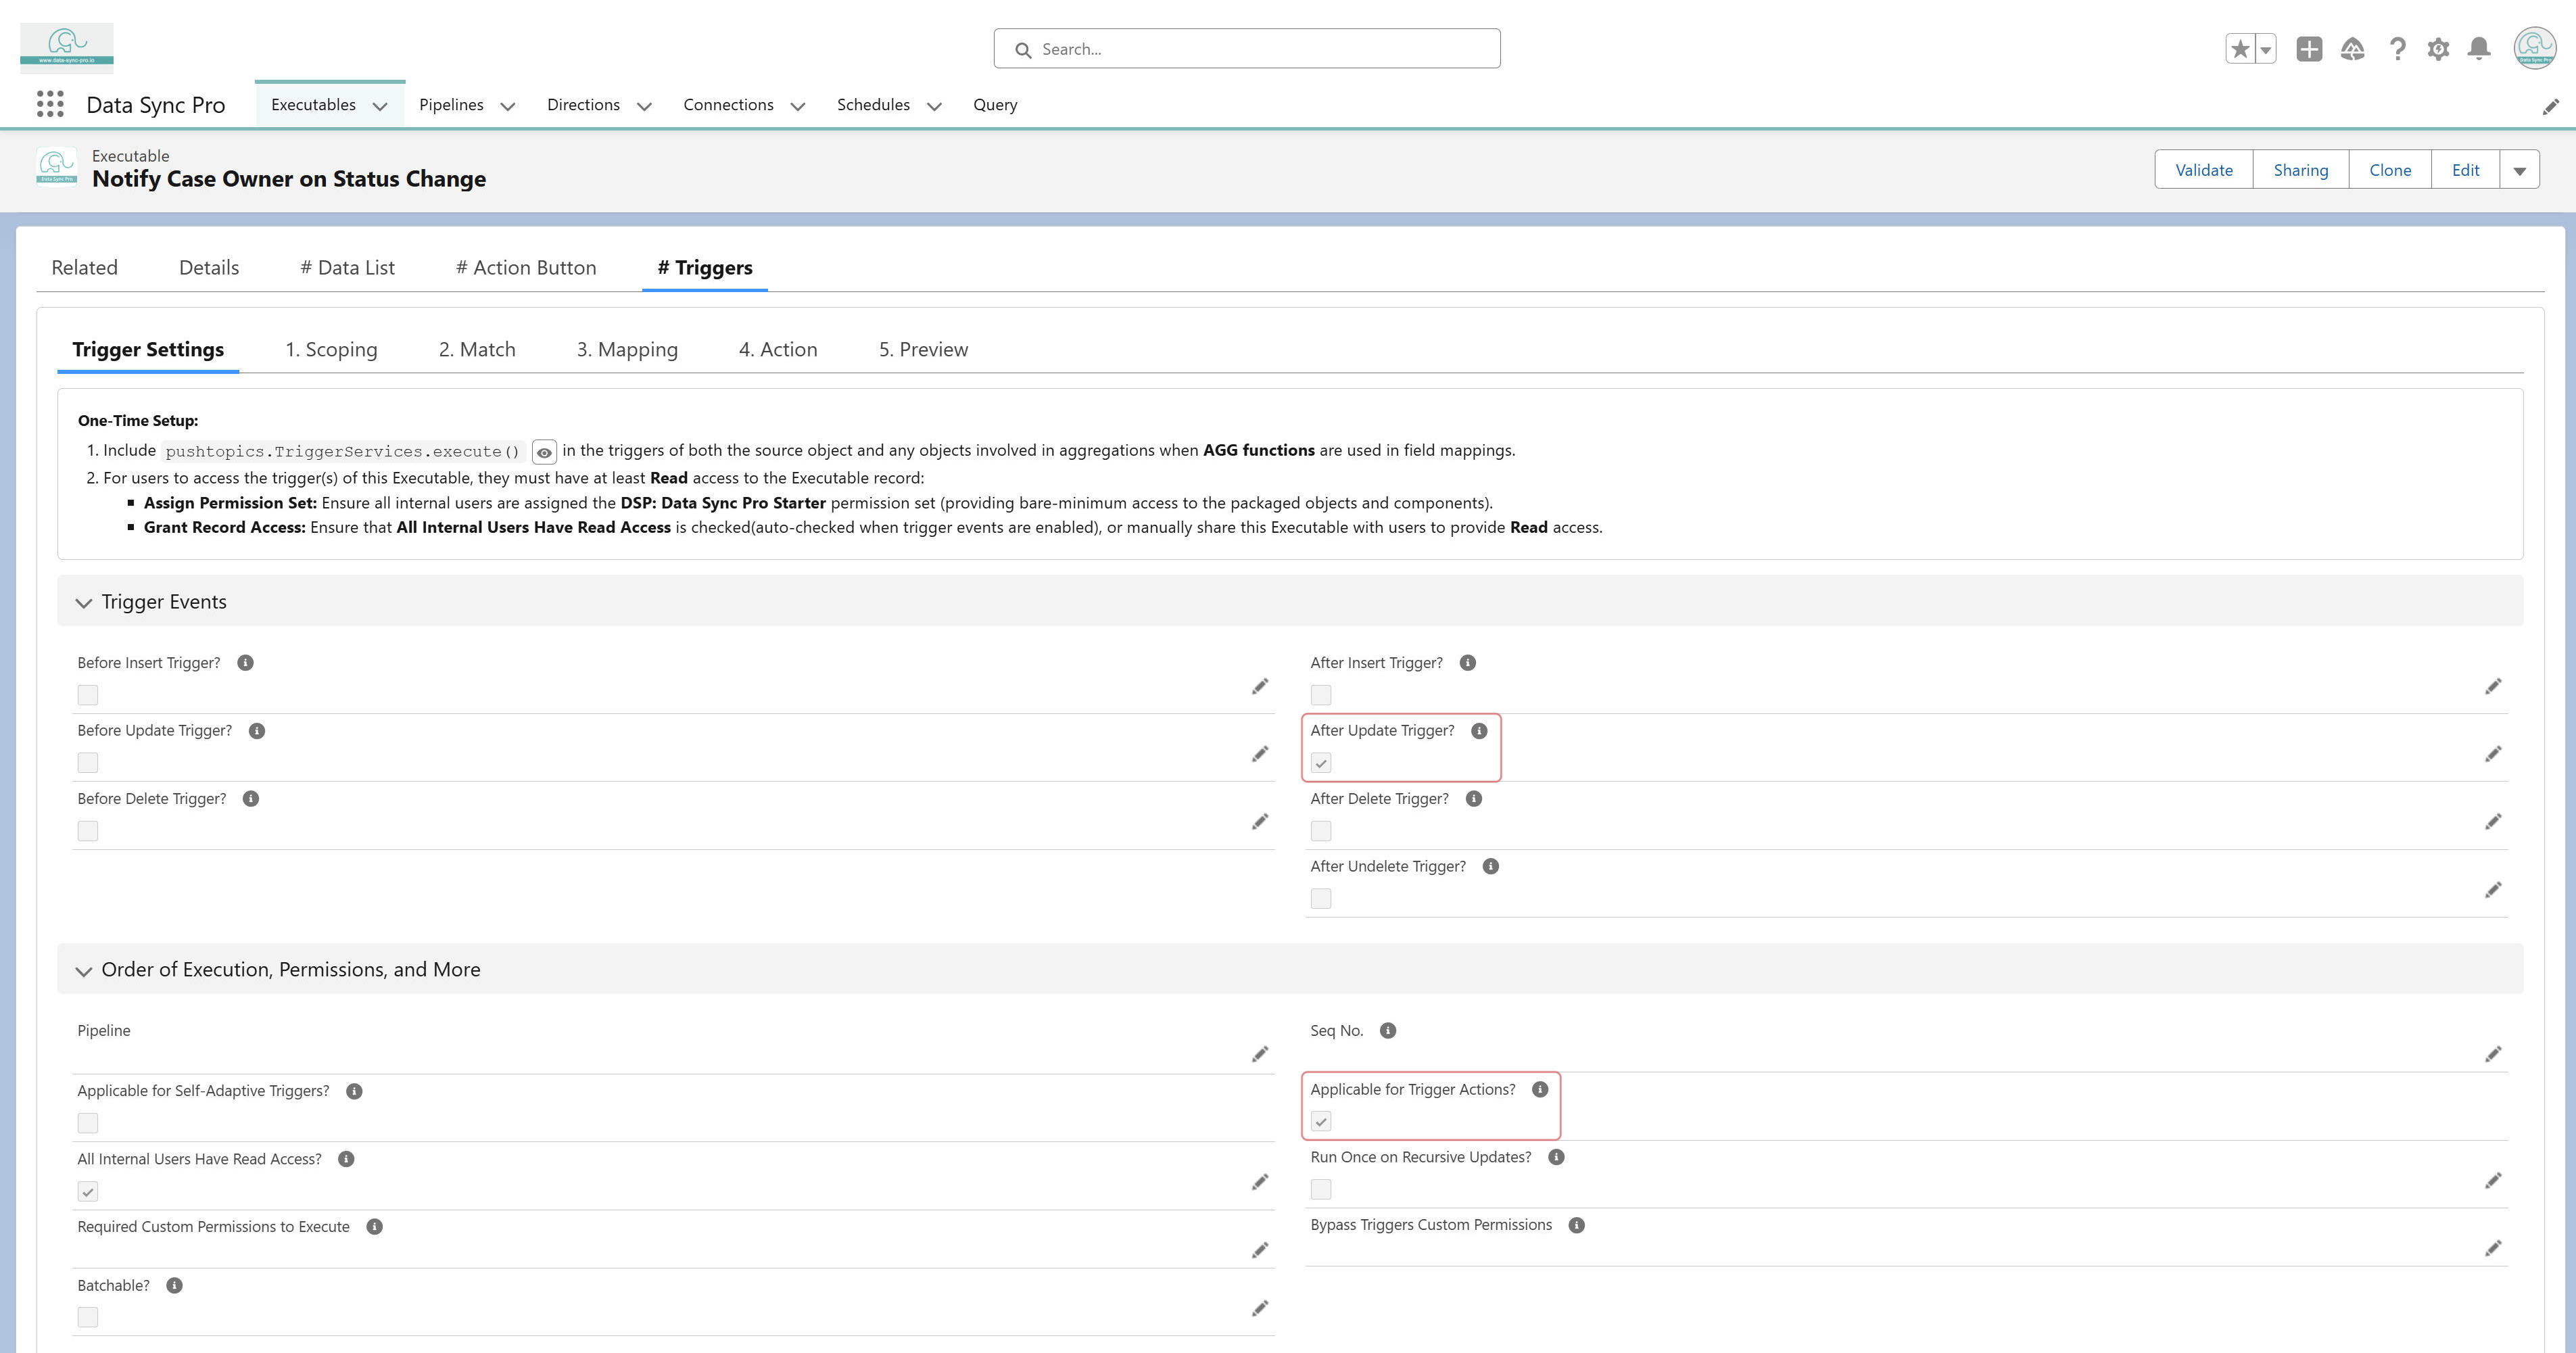 www.data-sync-pro.io
Search...
Data Sync Pro
Executables
Pipelines
Directions
Connections
Schedules
Query
Data Sync Pro
Executable
Notify Case Owner on Status Change
Validate
Sharing
Clone
Edit
Related
Details
# Data List
# Action Button
# Triggers
Trigger Settings
1. Scoping
2. Match
3. Mapping
4. Action
5. Preview
One-Time Setup:
1. Include pushtopics.TriggerServices.execute() in the triggers of both the source object and any objects involved in aggregations when AGG functions are used in field mappings.
2. For users to access the trigger(s) of this Executable, they must have at least Read access to the Executable record:
Assign Permission Set: Ensure all internal users are assigned the DSP: Data Sync Pro Starter permission set (providing bare-minimum access to the packaged objects and components).
Grant Record Access: Ensure that All Internal Users Have Read Access is checked(auto-checked when trigger events are enabled), or manually share this Executable with users to provide Read access.
Trigger Events
Before Insert Trigger?
After Insert Trigger?
Before Update Trigger?
After Update Trigger?
Before Delete Trigger?
After Delete Trigger?
After Undelete Trigger?
Order of Execution, Permissions, and More
Pipeline
Seq No.
Applicable for Self-Adaptive Triggers?
Applicable for Trigger Actions?
All Internal Users Have Read Access?
Run Once on Recursive Updates?
Required Custom Permissions to Execute
Bypass Triggers Custom Permissions
Batchable?